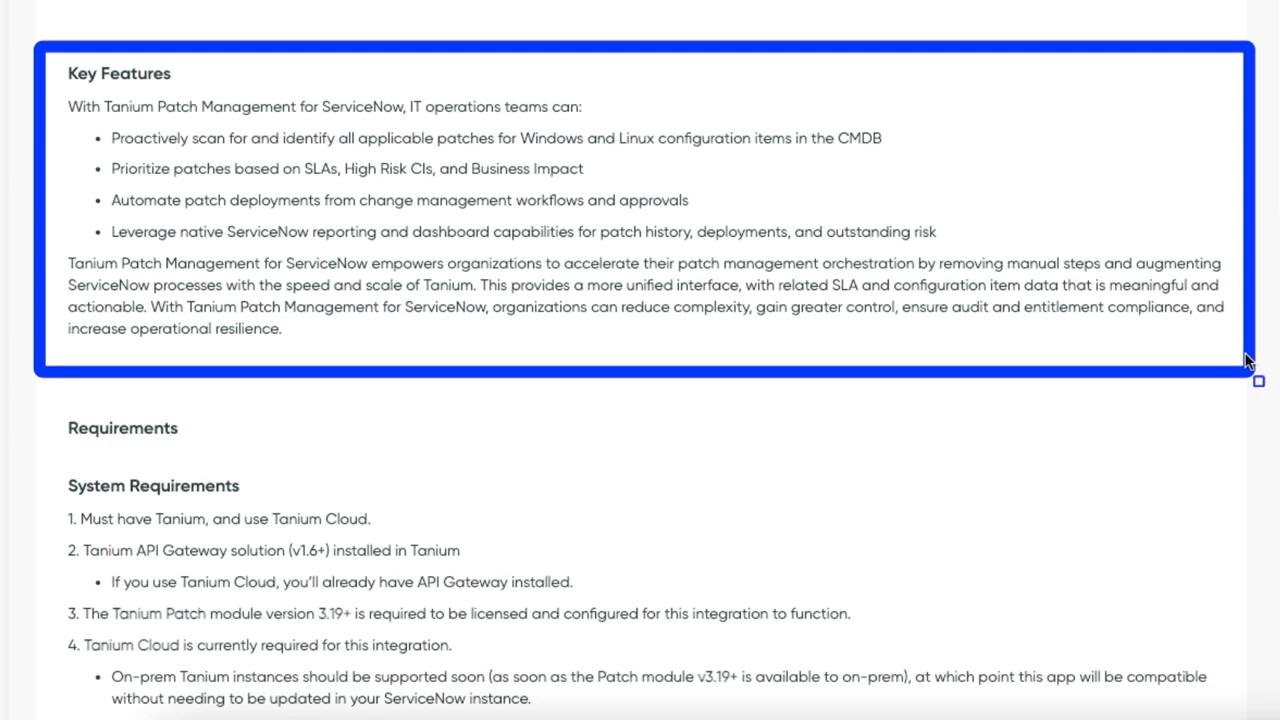 Key Features
With Tanium Patch Management for ServiceNow, IT operations teams can:
• Proactively scan for and identify all applicable patches for Windows and Linux configuration items in the CMDB
• Prioritize patches based on SLAs, High Risk CIs, and Business Impact
• Automate patch deployments from change management workflows and approvals
• Leverage native ServiceNow reporting and dashboard capabilities for patch history, deployments, and outstanding risk
Tanium Patch Management for ServiceNow empowers organizations to accelerate their patch management orchestration by removing manual steps and augmenting
ServiceNow processes with the speed and scale of Tanium. This provides a more unified interface, with related SLA and configuration item data that is meaningful and
actionable. With Tanium Patch Management for ServiceNow, organizations can reduce complexity, gain greater control, ensure audit and entitlement compliance, and
increase operational resilience.
Requirements
System Requirements
1. Must have Tanium, and use Tanium Cloud.
2. Tanium API Gateway solution (v1.6+) installed in Tanium
• If you use Tanium Cloud, you’ll already have API Gateway installed.
3. The Tanium Patch module version 3.19+ is required to be licensed and configured for this integration to function.
4. Tanium Cloud is currently required for this integration.
• On-prem Tanium instances should be supported soon (as soon as the Patch module v3.19+ is available to on-prem), at which point this app will be compatible
without needing to be updated in your ServiceNow instance.